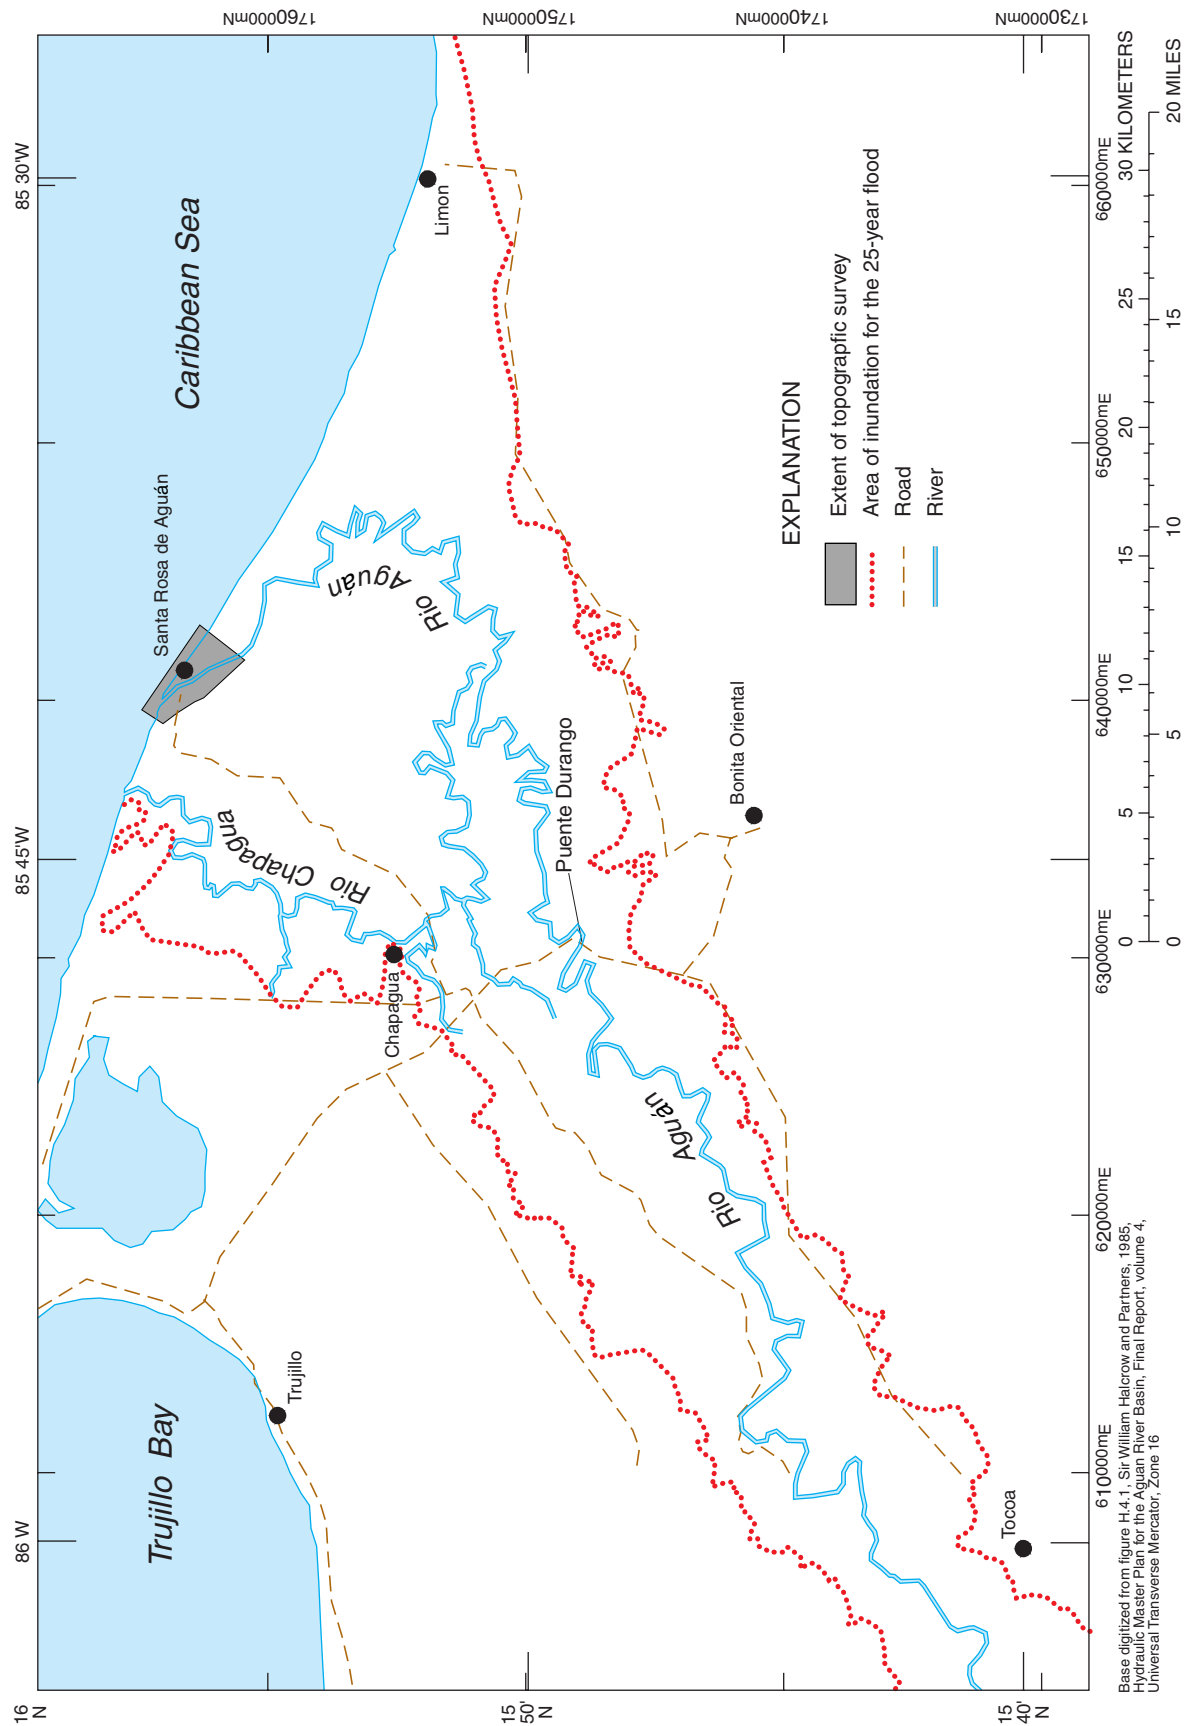 16
N
15
50'
N
15
40'
N
86°W
85 45'W
85 30'W
1760000mN
1750000mN
1740000mN
1730000mN
610000mE
620000mE
630000mE
640000mE
650000mE
660000mE
Trujillo Bay
Caribbean Sea
Trujillo
Santa Rosa de Aguán
Limon
Rio Chapagua
Chapagua
Rio Aguán
Puente Durango
Bonita Oriental
Rio Aguán
Tocoa
EXPLANATION
Extent of topograpfic survey
Area of inundation for the 25-year flood
Road
River
0 5 10 15 20 25 30 KILOMETERS
0 5 10 15 20 MILES
Base digitized from figure H.4.1, Sir William Halcrow and Partners, 1985,
Hydraulic Master Plan for the Aguan River Basin, Final Report, volume 4,
Universal Transverse Mercator, Zone 16